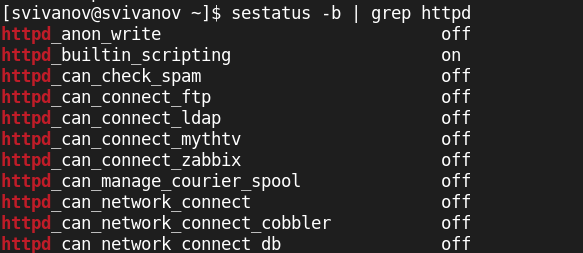 [svivanov@svivanov ~]$ sestatus -b | grep httpd
httpd_anon_write                            off
httpd_builtin_scripting                     on
httpd_can_check_spam                        off
httpd_can_connect_ftp                       off
httpd_can_connect_ldap                      off
httpd_can_connect_mythtv                    off
httpd_can_connect_zabbix                    off
httpd_can_manage_courier_spool              off
httpd_can_network_connect                   off
httpd_can_network_connect_cobbler           off
httpd_can_network_connect_db                off